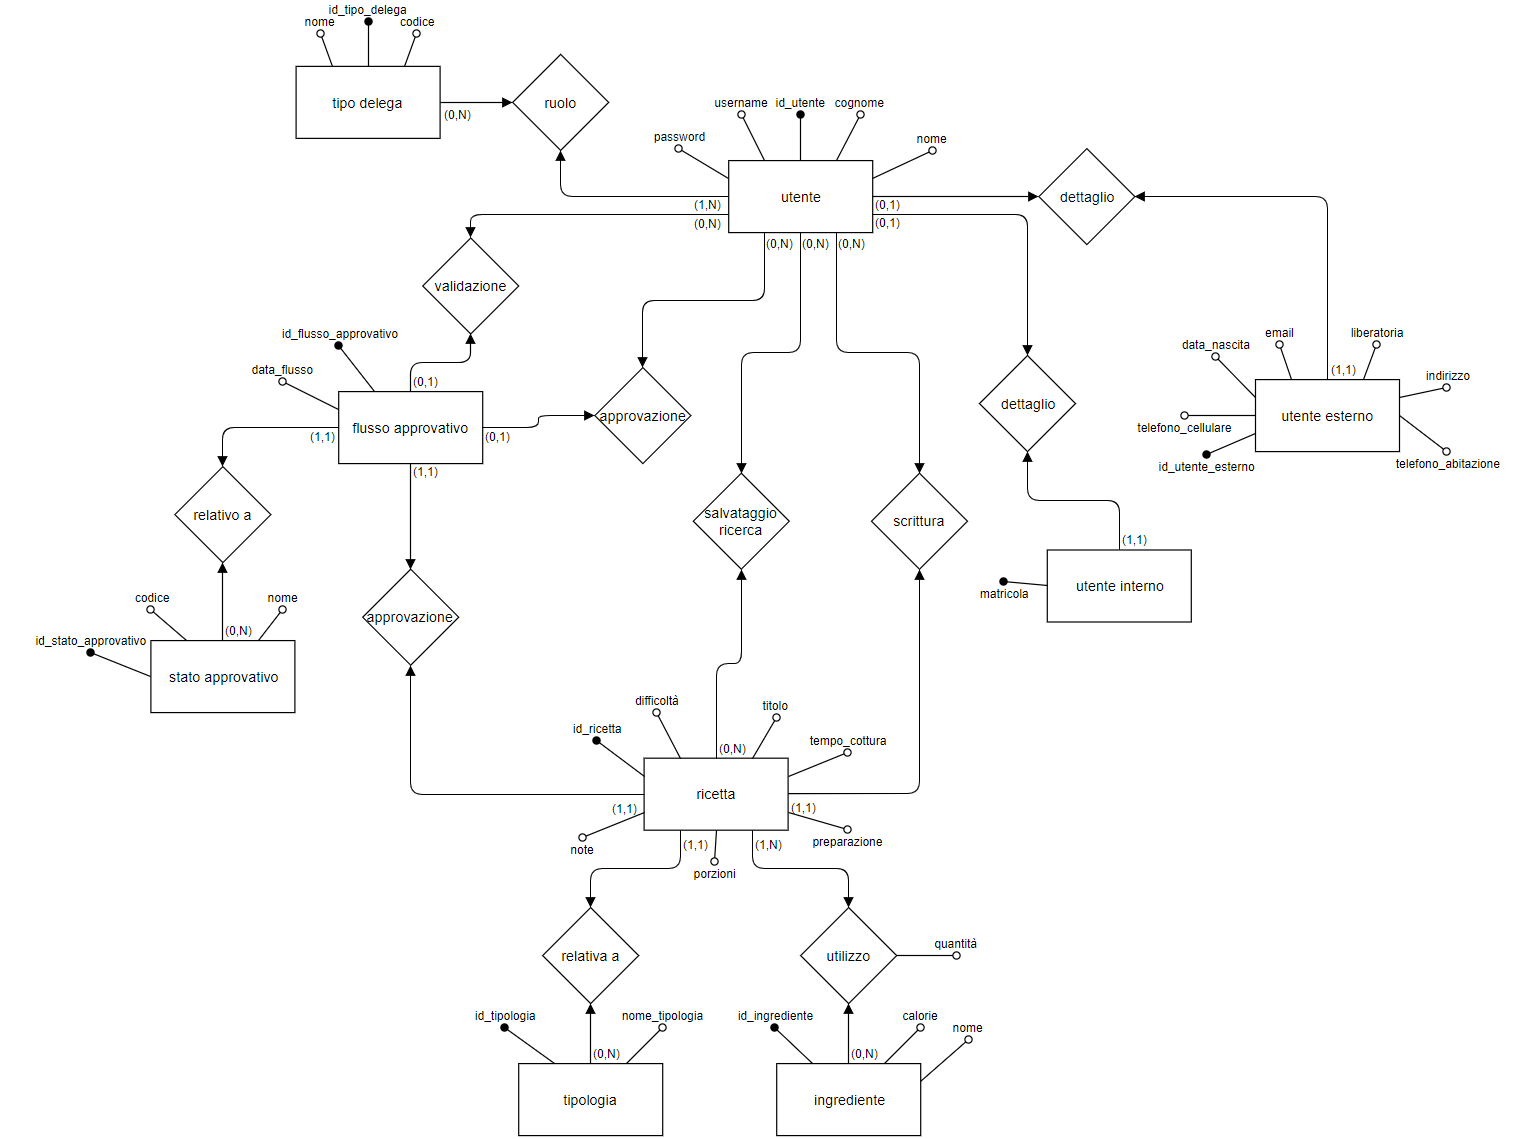 id_tipo_delega
nome
codice
tipo delega
(0,N)
ruolo
username
id_utente
cognome
password
nome
utente
(1,N)
(0,N)
(0,1)
(0,1)
(0,N)
(0,N)
(0,N)
dettaglio
validazione
id_flusso_approvativo
data_flusso
(0,1)
flusso approvativo
(1,1)
(0,1)
(1,1)
approvazione
dettaglio
email
liberatoria
data_nascita
indirizzo
(1,1)
utente esterno
telefono_cellulare
id_utente_esterno
telefono_abitazione
relativo a
salvataggio
ricerca
scrittura
(1,1)
utente interno
matricola
codice
nome
id_stato_approvativo
(0,N)
stato approvativo
approvazione
difficoltà
titolo
id_ricetta
tempo_cottura
(0,N)
ricetta
(1,1)
(1,1)
note
preparazione
(1,1)
(1,N)
porzioni
relativa a
utilizzo
quantità
id_tipologia
nome_tipologia
id_ingrediente
calorie
nome
(0,N)
(0,N)
tipologia
ingrediente